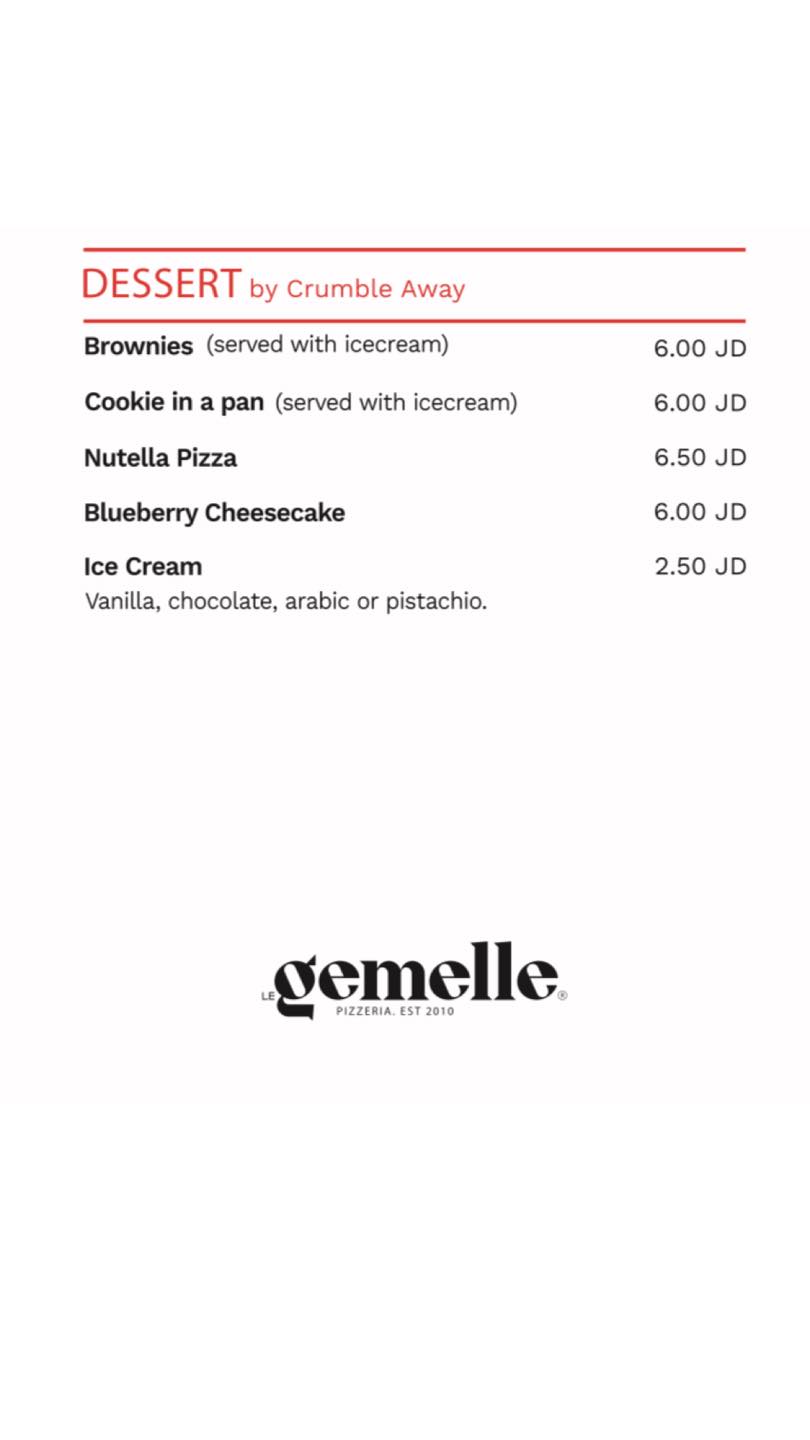 DESSERT by Crumble Away
Brownies (served with icecream) 6.00 JD
Cookie in a pan (served with icecream) 6.00 JD
Nutella Pizza 6.50 JD
Blueberry Cheesecake 6.00 JD
Ice Cream 2.50 JD
Vanilla, chocolate, arabic or pistachio.
LE gemelle®
PIZZERIA. EST 2010